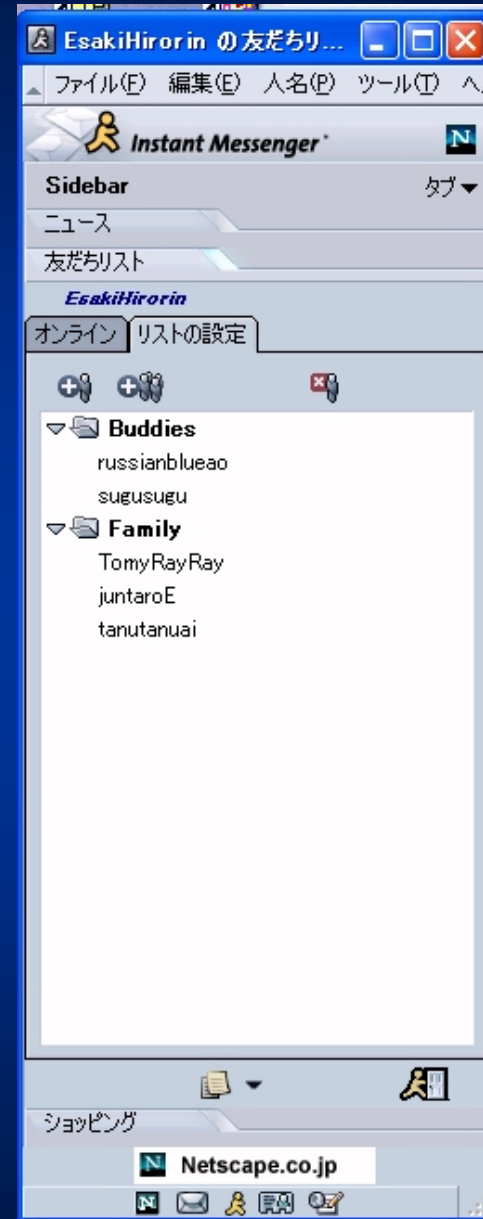 EsakiHirorin の友だちリ...
ファイル(F) 編集(E) 人名(P) ツール(T) ヘ
Instant Messenger
N
Sidebar タブ
ニュース
友だちリスト
EsakiHirorin
オンライン リストの設定
Buddies
russianblueao
sugusugu
Family
TomyRayRay
juntaroE
tanutanuai
ショッピング
N Netscape.co.jp
N